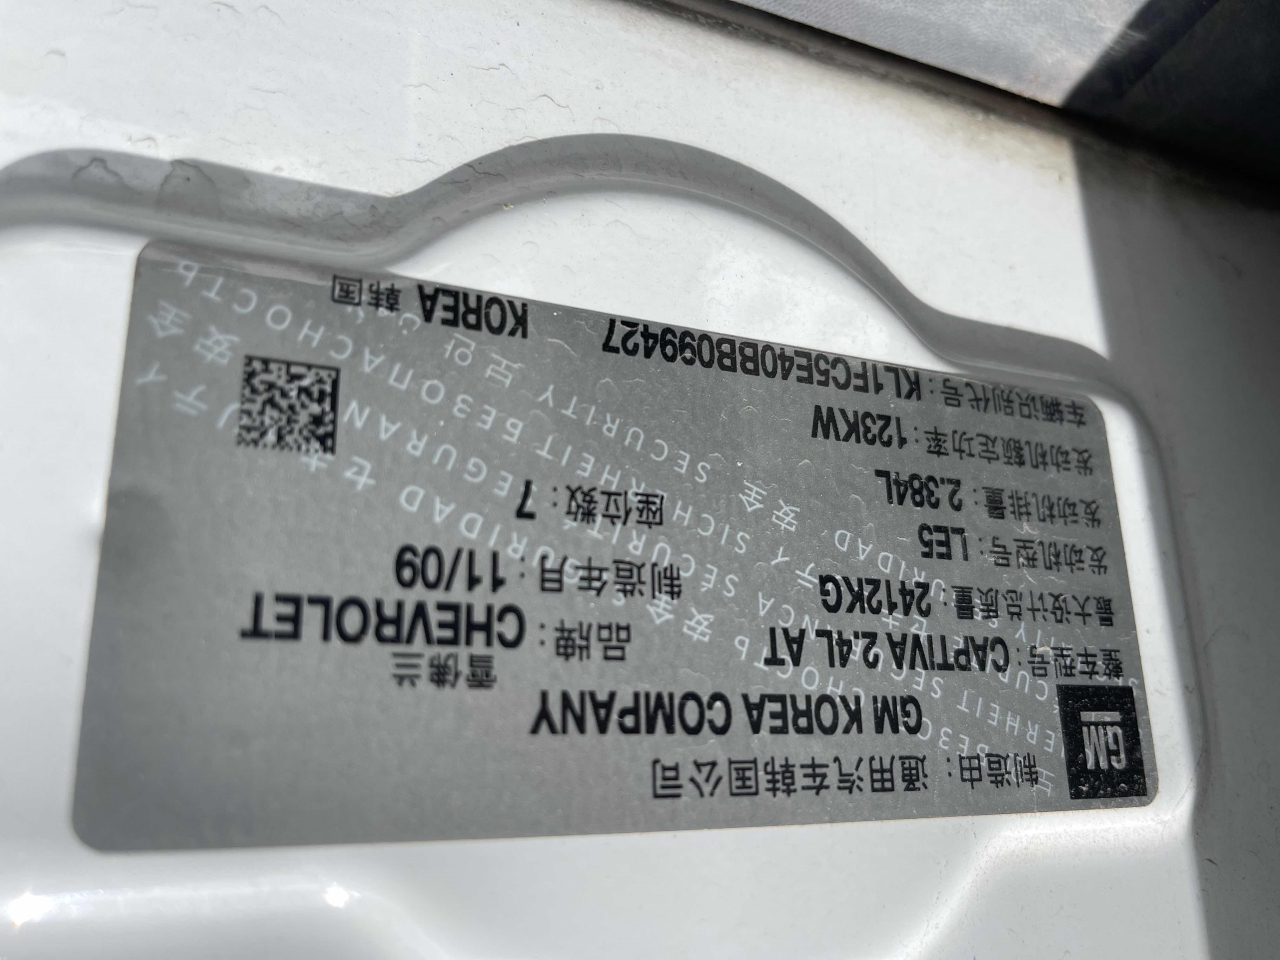 GM
制造由：通用汽车韩国公司
GM KOREA COMPANY
雪佛兰
整车型号：CAPTIVA 2.4L AT 品牌：CHEVROLET
最大设计总质量：2412KG 制造年月：11/09
发动机型号：LE5
发动机排量：2.384L 座位数：7
发动机额定功率：123KW
车辆识别代号：KL1FC5E40BB099427 KOREA 韩国